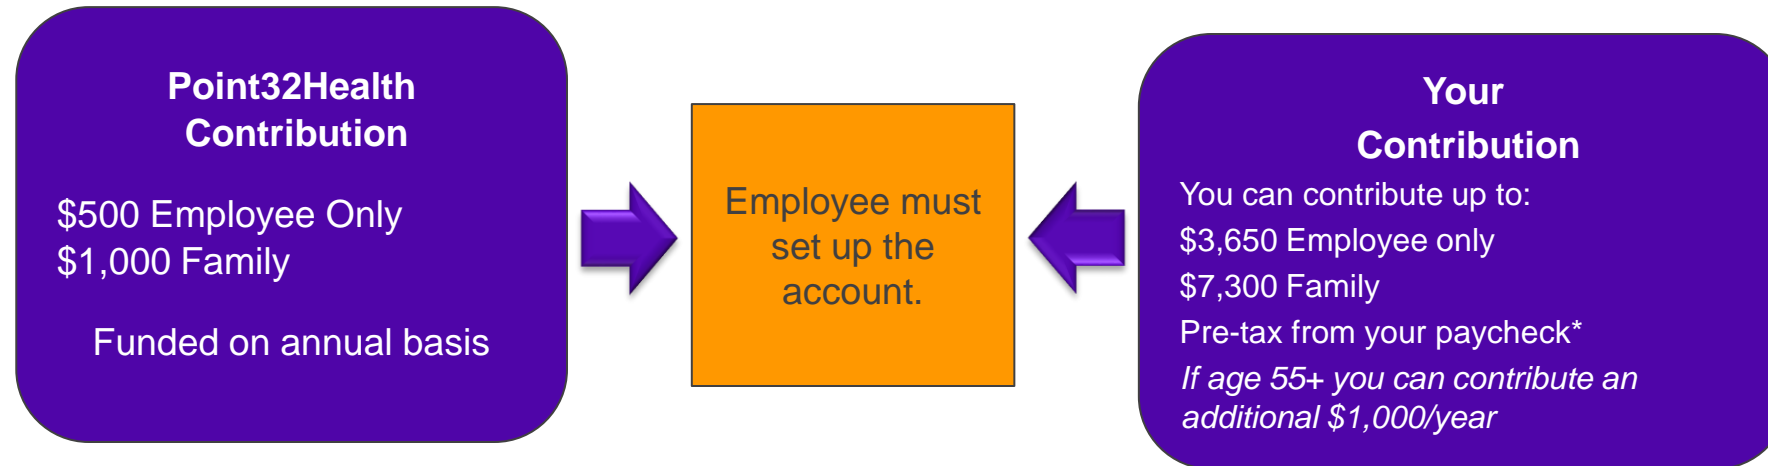 Point32Health
Contribution
$500 Employee Only
$1,000 Family
Funded on annual basis
Employee must
set up the
account.
Your
Contribution
You can contribute up to:
$3,650 Employee only
$7,300 Family
Pre-tax from your paycheck*
If age 55+ you can contribute an
additional $1,000/year